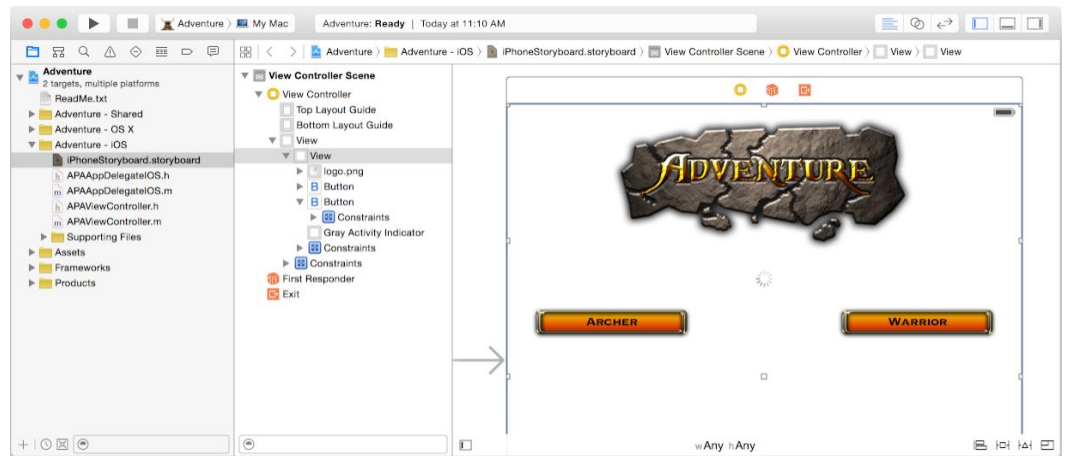 Adventure 〉 My Mac
Adventure: Ready | Today at 11:10 AM
Adventure 〉 Adventure - iOS 〉 iPhoneStoryboard.storyboard 〉 View Controller Scene 〉 View Controller 〉 View 〉 View
Adventure
2 targets, multiple platforms
ReadMe.txt
Adventure - Shared
Adventure - OS X
Adventure - iOS
iPhoneStoryboard.storyboard
h APAAppDelegateIOS.h
m APAAppDelegateIOS.m
h APAViewController.h
m APAViewController.m
Supporting Files
Assets
Frameworks
Products
View Controller Scene
View Controller
Top Layout Guide
Bottom Layout Guide
View
View
logo.png
B Button
B Button
Constraints
Gray Activity Indicator
Constraints
Constraints
First Responder
Exit
ADVENTURE
ARCHER
WARRIOR
wAny hAny